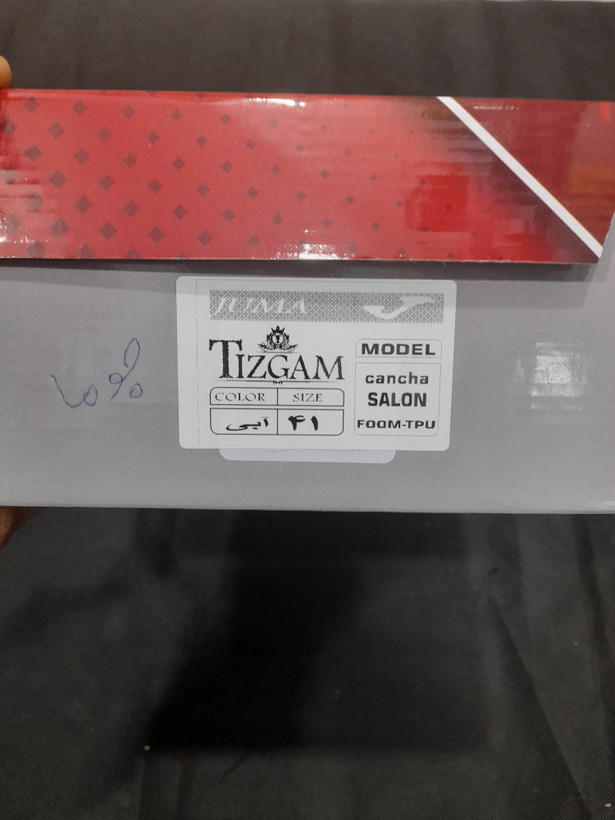 JUMA
TIZGAM
COLOR SIZE
آبی ۴۱
MODEL
cancha
SALON
FOOM-TPU